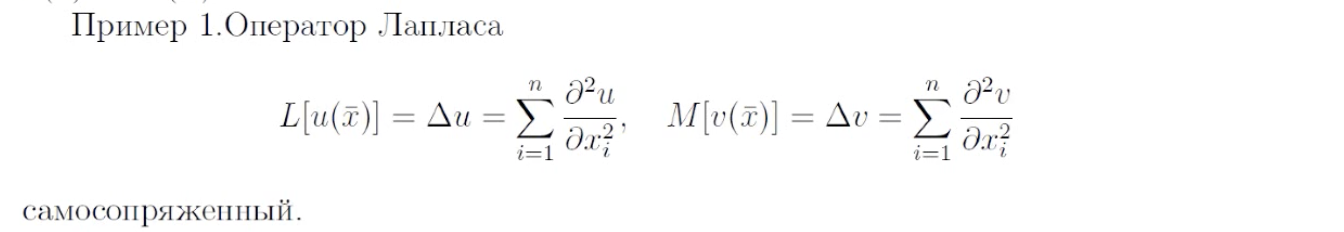 Пример 1.Оператор Лапласа
L[u(x̄)] = Δu = ∑_{i=1}^{n} ∂²u/∂x_i², M[v(x̄)] = Δv = ∑_{i=1}^{n} ∂²v/∂x_i²
самосопряженный.